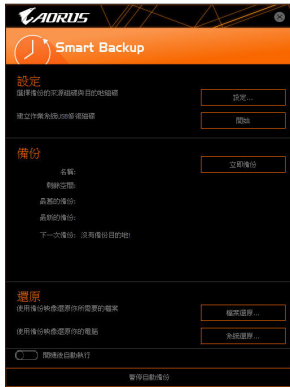 AORUS
Smart Backup
設定
選擇備份的來源磁碟與目的地磁碟
設定...
建立作業系統USB修復磁碟
開始
備份
立即備份
名稱:
剩餘空間:
最舊的備份:
最新的備份:
下一次備份: 沒有備份目的地!
還原
使用備份映像還原你所需要的檔案
檔案還原...
使用備份映像還原你的電腦
系統還原...
開機後自動執行
暫停自動備份